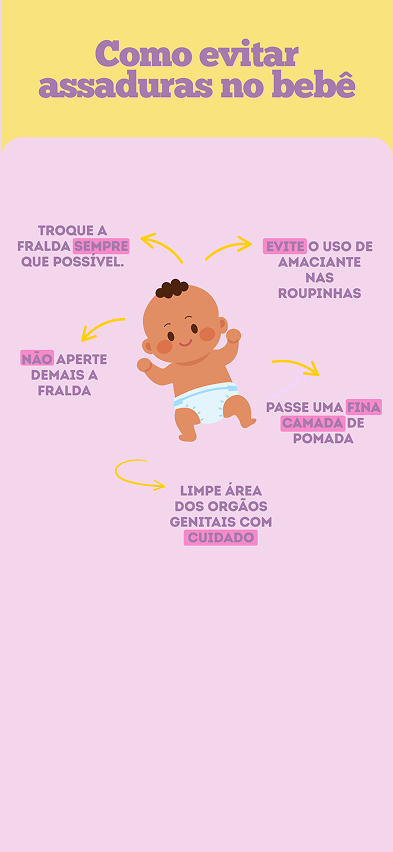 Como evitar
assaduras no bebê
TROQUE A
FRALDA SEMPRE
QUE POSSÍVEL.
EVITE O USO DE
AMACIANTE
NAS
ROUPINHAS
NÃO APERTE
DEMAIS A
FRALDA
PASSE UMA FINA
CAMADA DE
POMADA
LIMPE ÁREA
DOS ORGÃOS
GENITAIS COM
CUIDADO